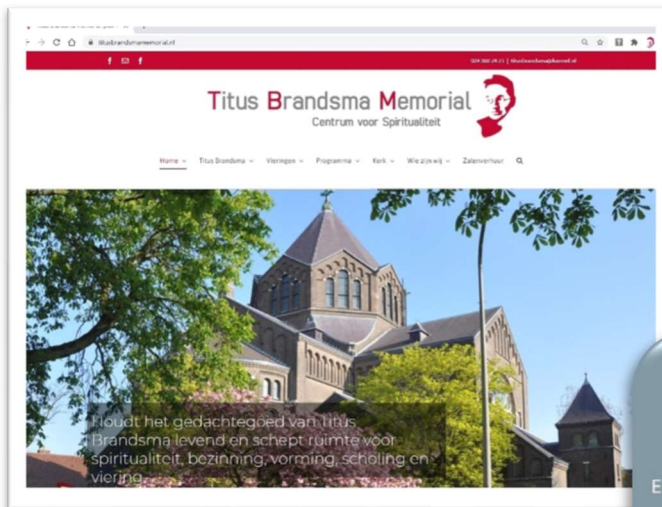 titusbrandsmamemorial.nl
Titus Brandsma Memorial
Centrum voor Spiritualiteit
Home
Titus Brandsma
Vieringen
Programma
Kerk
Wie zijn wij
Zalenverhuur
Houdt het gedachtegoed van Titus
Brandsma levend en schept ruimte voor
spiritualiteit, bezinning, vorming, scholing en
viering.
E